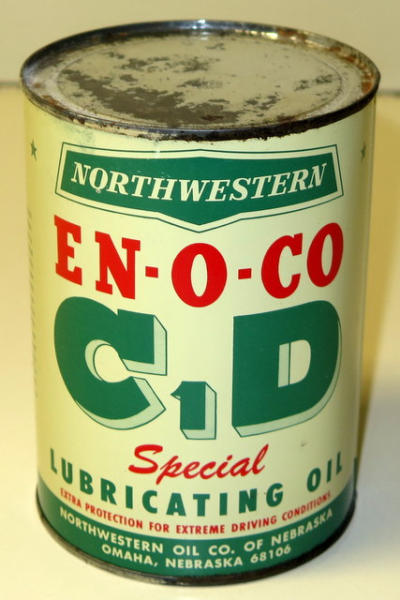 NORTHWESTERN
EN-O-CO
C1D
Special
LUBRICATING OIL
EXTRA PROTECTION FOR EXTREME DRIVING CONDITIONS
NORTHWESTERN OIL CO. OF NEBRASKA
OMAHA, NEBRASKA 68106